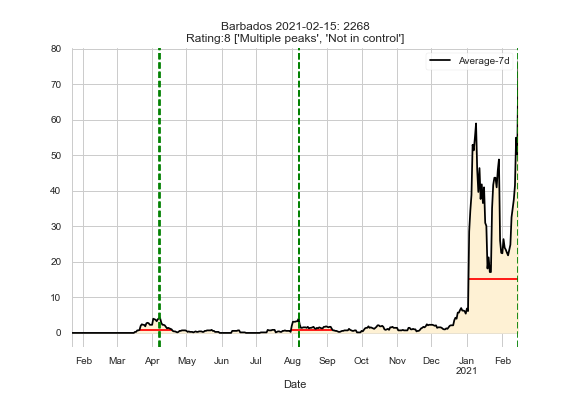 Barbados 2021-02-15: 2268
Rating:8 ['Multiple peaks', 'Not in control']
Average-7d
80
70
60
50
40
30
20
10
0
Feb Mar Apr May Jun Jul Aug Sep Oct Nov Dec Jan Feb
2021
Date